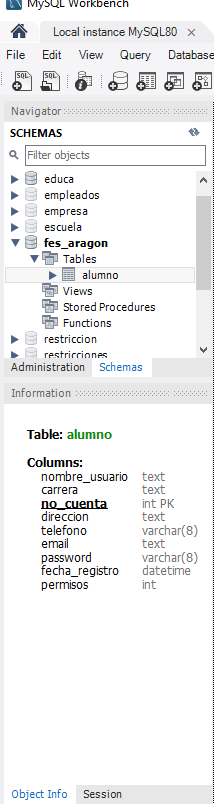 MySQL Workbench
Local instance MySQL80 ×
File Edit View Query Database
Navigator
SCHEMAS
Filter objects
educa
empleados
empresa
escuela
fes_aragon
Tables
alumno
Views
Stored Procedures
Functions
restriccion
restricciones
Administration Schemas
Information
Table: alumno
Columns:
nombre_usuario text
carrera text
no_cuenta int PK
direccion text
telefono varchar(8)
email text
password varchar(8)
fecha_registro datetime
permisos int
Object Info Session